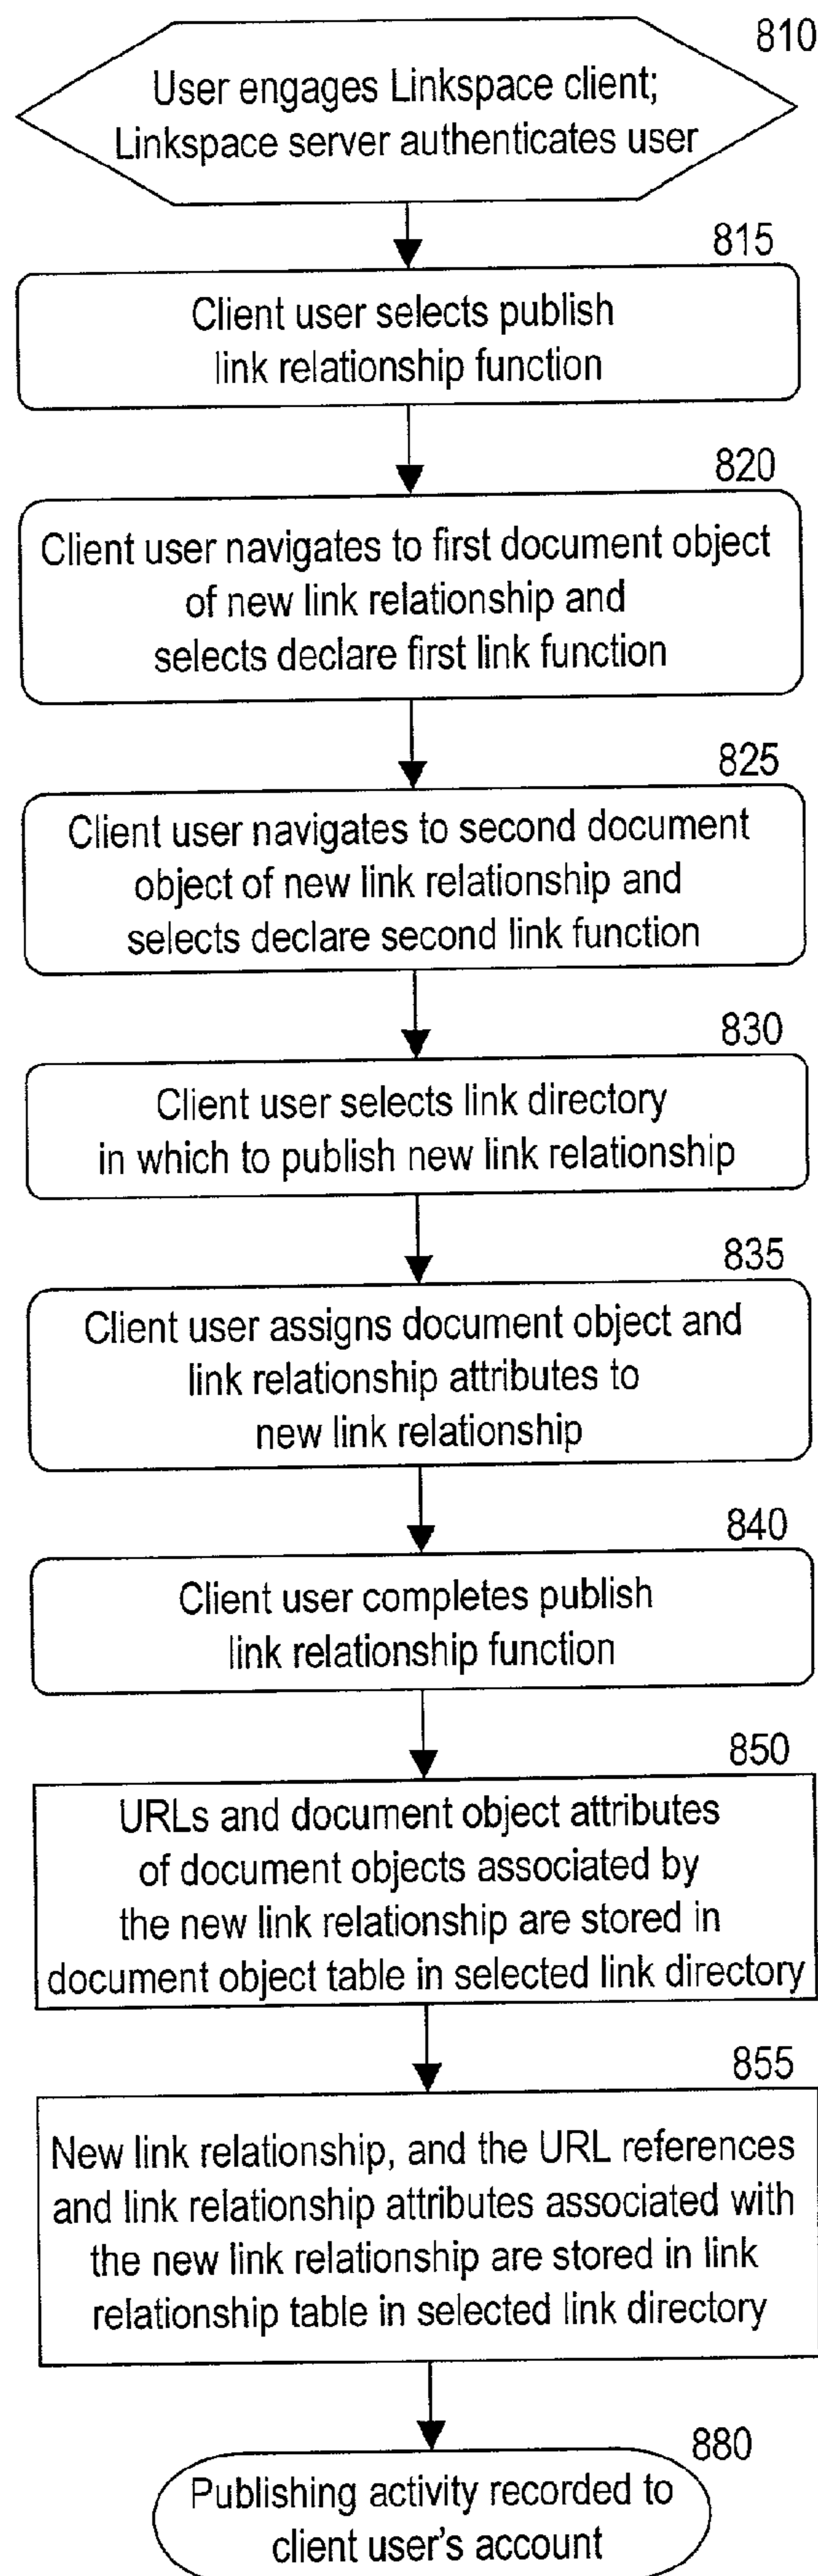 810
User engages Linkspace client;
Linkspace server authenticates user
815
Client user selects publish
link relationship function
820
Client user navigates to first document object
of new link relationship and
selects declare first link function
825
Client user navigates to second document
object of new link relationship and
selects declare second link function
830
Client user selects link directory
in which to publish new link relationship
835
Client user assigns document object and
link relationship attributes to
new link relationship
840
Client user completes publish
link relationship function
850
URLs and document object attributes
of document objects associated by
the new link relationship are stored in
document object table in selected link directory
855
New link relationship, and the URL references
and link relationship attributes associated with
the new link relationship are stored in link
relationship table in selected link directory
880
Publishing activity recorded to
client user's account